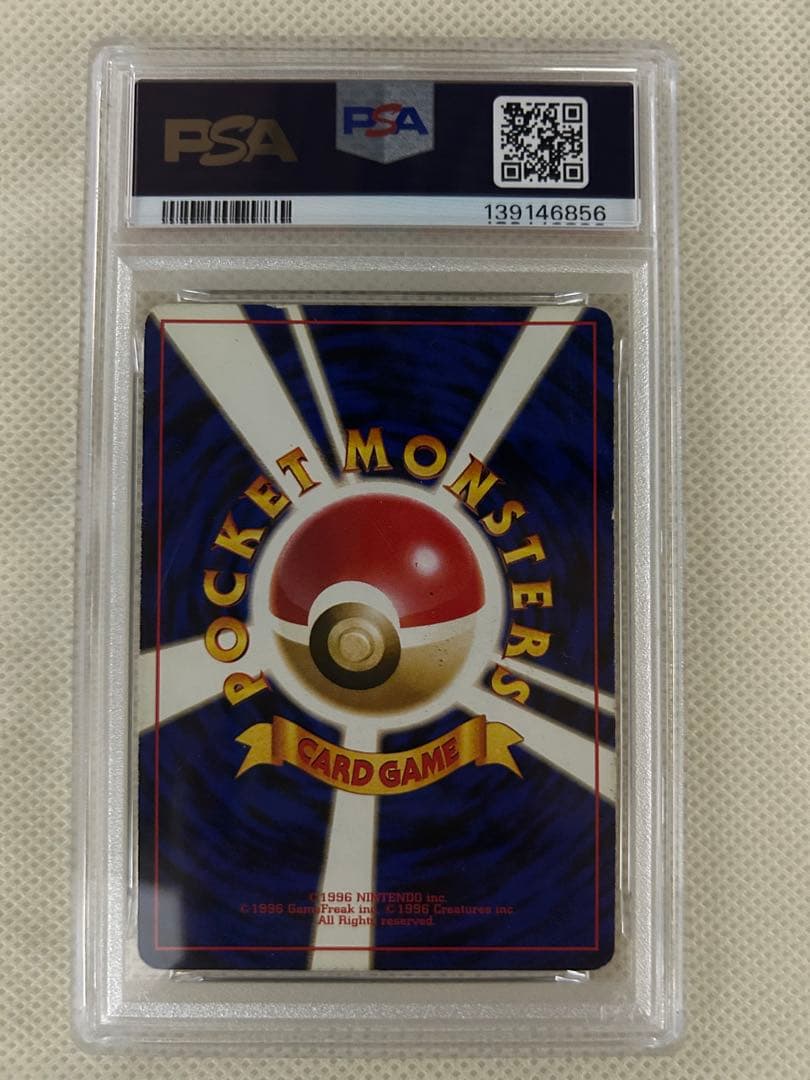 PSA
PSA
139146856
POCKET MONSTERS
CARD GAME
©1996 NINTENDO inc.
©1996 GameFreak inc. ©1996 Creatures inc.
All Rights reserved.